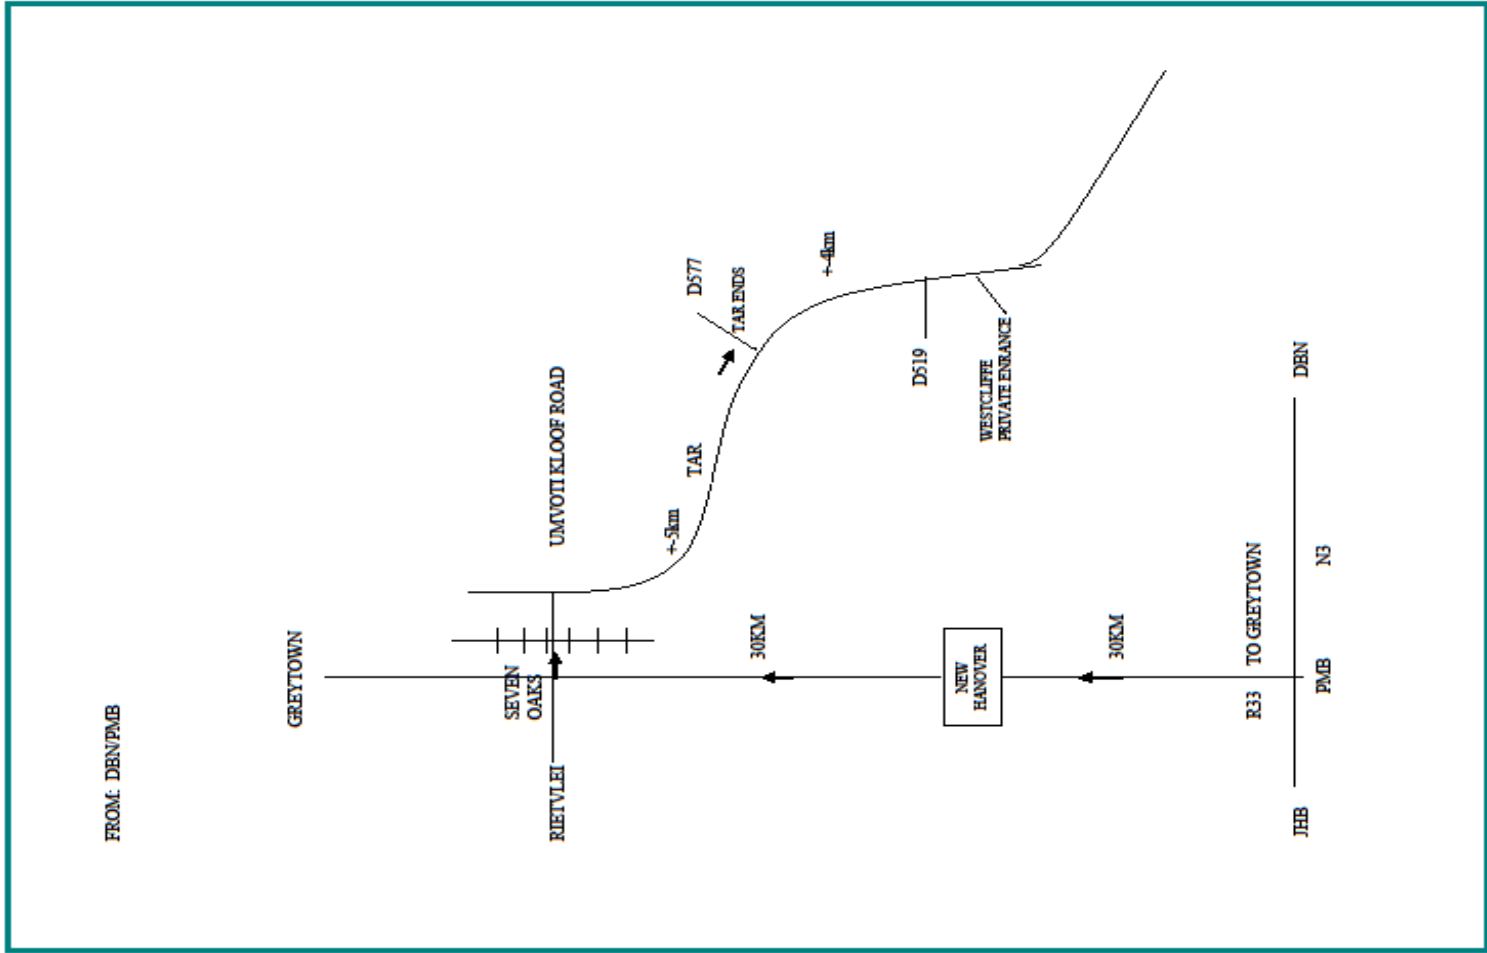 FROM: DBN/PMB
GREYTOWN
SEVEN
OAKS
RIETVLEI
UMVOTI KLOOF ROAD
+-5km
TAR
D577
TAR ENDS
+-4km
D519
WESTCLIFFE
PRIVATE ENRANCE
30KM
NEW
HANOVER
30KM
R33
TO GREYTOWN
JHB
PMB
N3
DBN